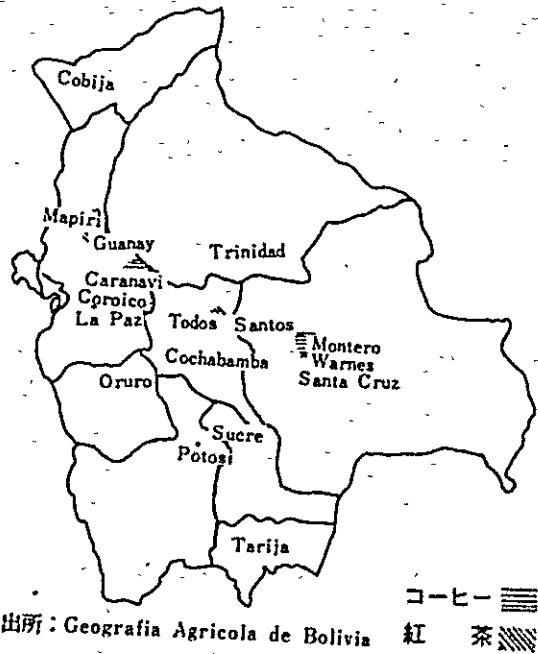 Cobija
Mapiri
Guanay
Trinidad
Caranavi
Coroico
La Paz
Todos Santos
Montero
Warnes
Santa Cruz
Cochabamba
Oruro
Sucre
Potosi
Tarija
コーヒー
出所：Geografia Agricola de Bolivia
紅 茶